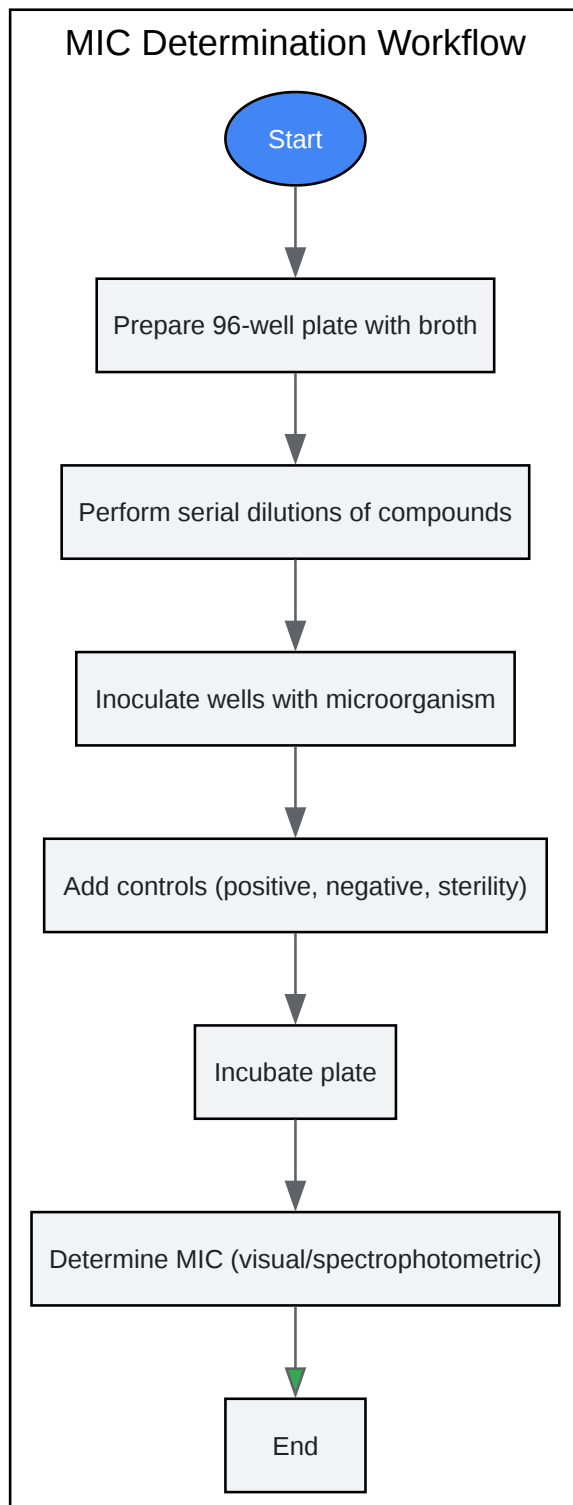 MIC Determination Workflow
Start
Prepare 96-well plate with broth
Perform serial dilutions of compounds
Inoculate wells with microorganism
Add controls (positive, negative, sterility)
Incubate plate
Determine MIC (visual/spectrophotometric)
End